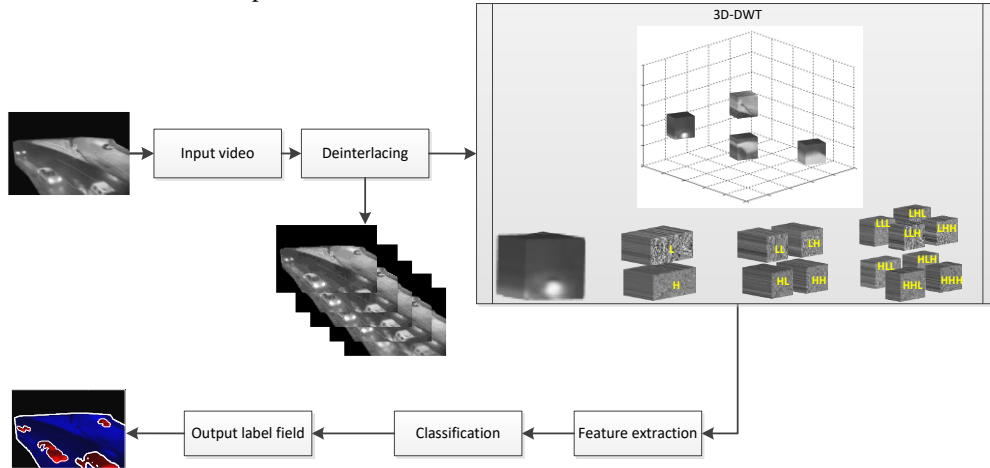 3D-DWT
Input video
Deinterlacing
L
H
LL
LH
HL
HH
LLL
LHL
LLH
LHH
HLL
HLH
HHL
HHH
Output label field
Classification
Feature extraction